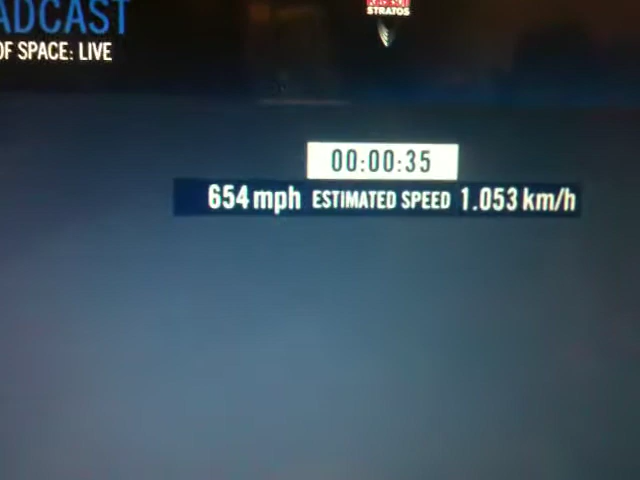 ADCAST
OF SPACE: LIVE
STRATOS
00:00:35
654 mph ESTIMATED SPEED 1.053 km/h